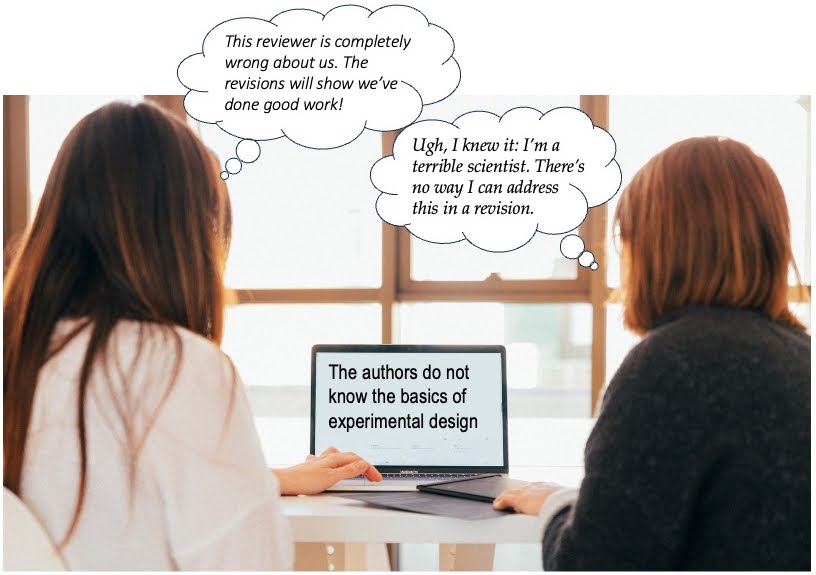 This reviewer is completely
wrong about us. The
revisions will show we've
done good work!
Ugh, I knew it: I'm a
terrible scientist. There's
no way I can address
this in a revision.
The authors do not
know the basics of
experimental design